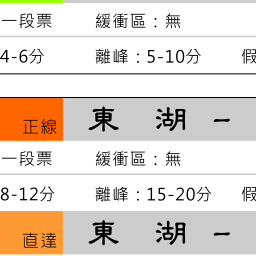 一段票 緩衝區：無
4-6分 離峰：5-10分 假
正線 東 湖 -
一段票 緩衝區：無
8-12分 離峰：15-20分 假
直達 東 湖 -